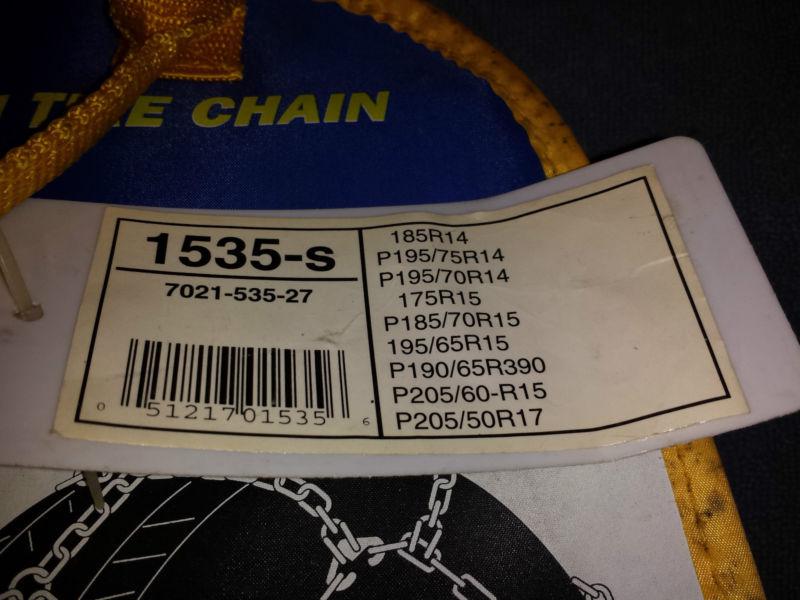 TIRE CHAIN
1535-s
7021-535-27
0 51217 01535 6
185R14
P195/75R14
P195/70R14
175R15
P185/70R15
195/65R15
P190/65R390
P205/60-R15
P205/50R17